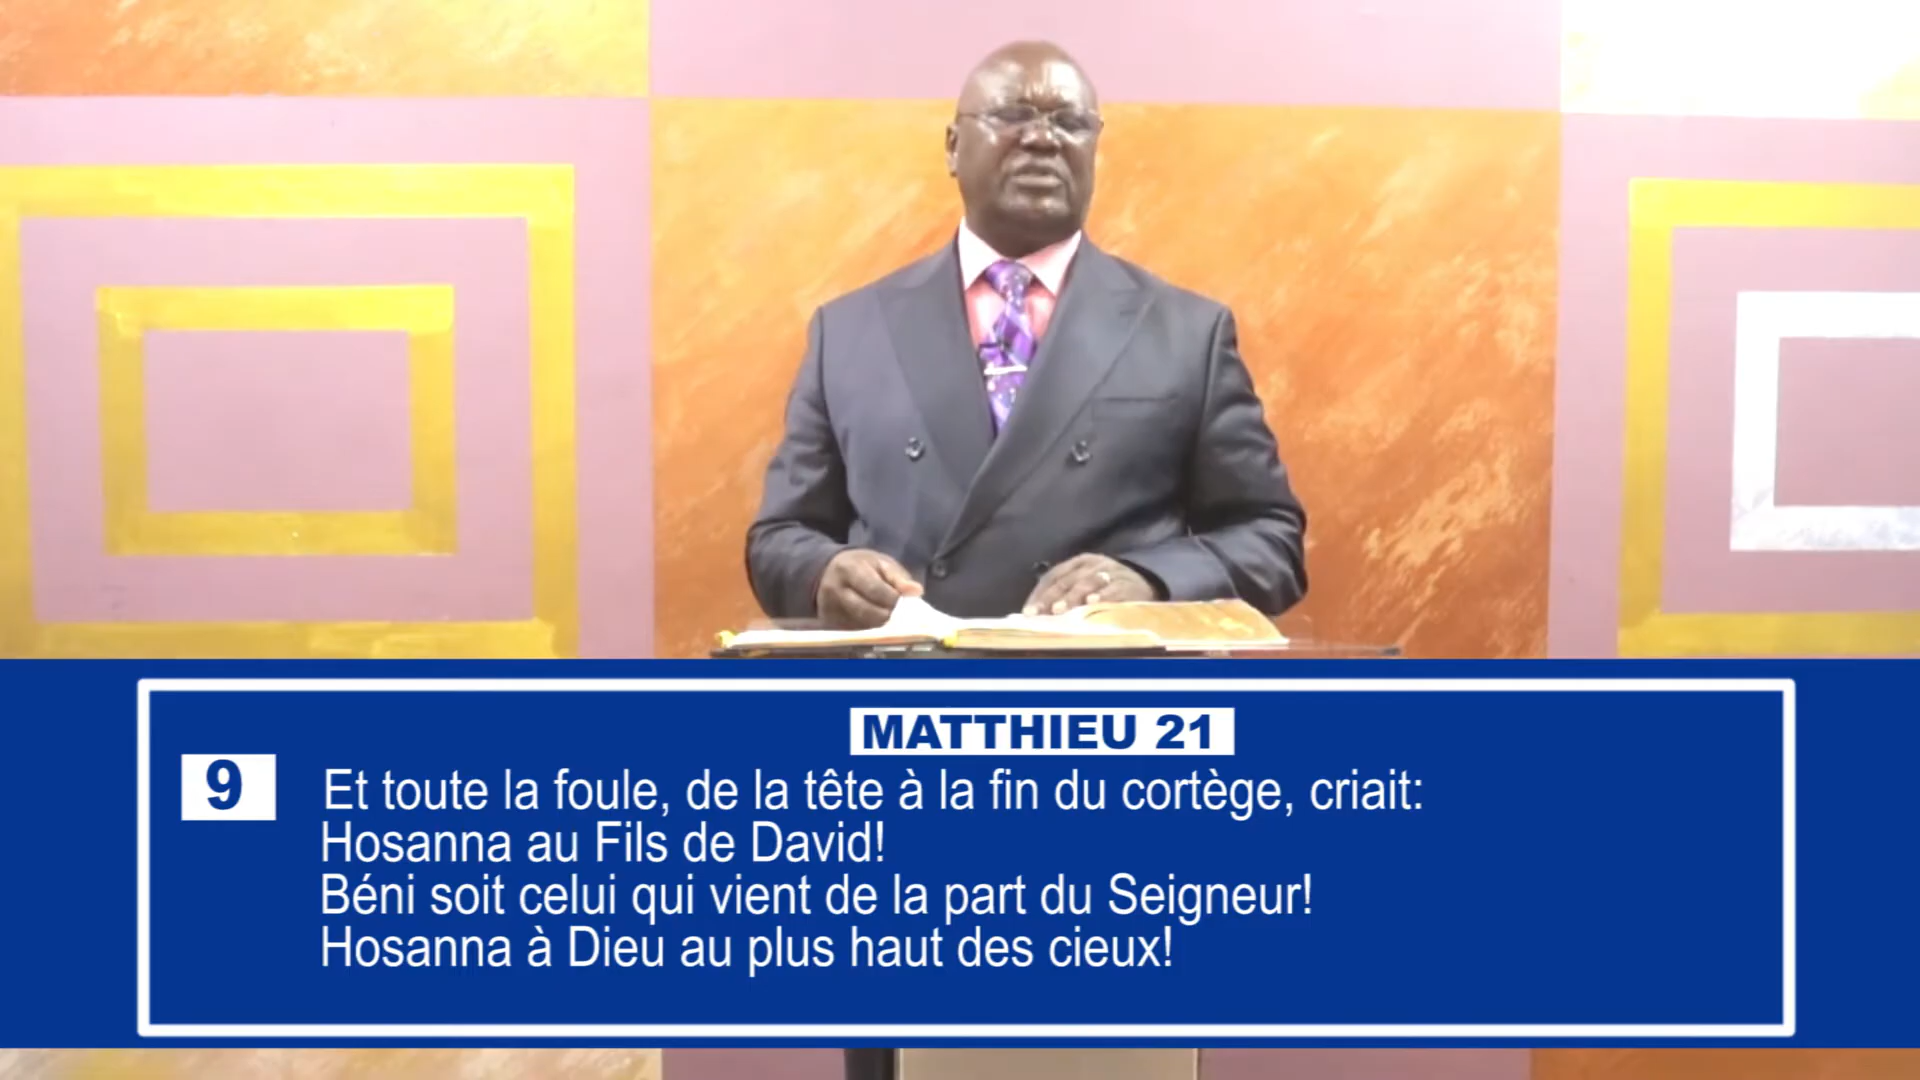 MATTHIEU 21
9 Et toute la foule, de la tête à la fin du cortège, criait:
Hosanna au Fils de David!
Béni soit celui qui vient de la part du Seigneur!
Hosanna à Dieu au plus haut des cieux!